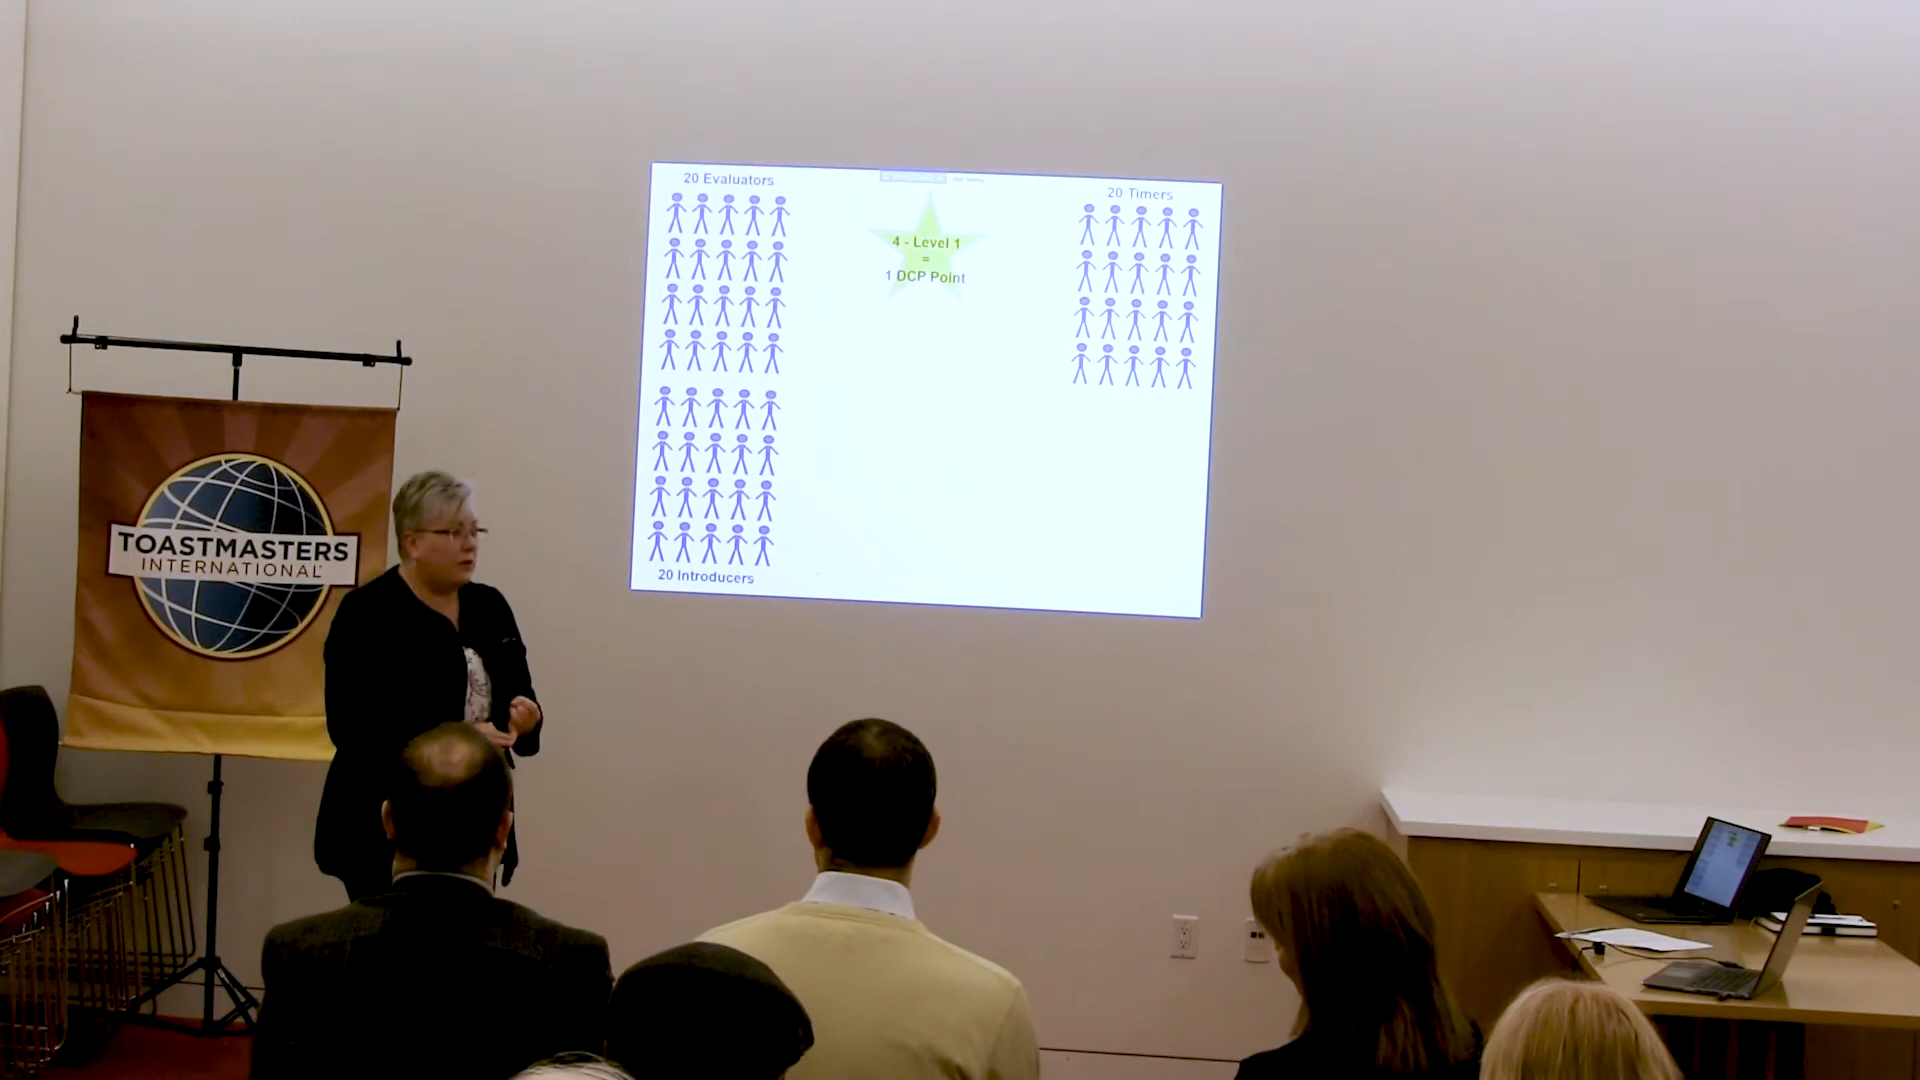 20 Evaluators
4 - Level 1
=
1 DCP Point
20 Timers
20 Introducers
TOASTMASTERS
INTERNATIONAL